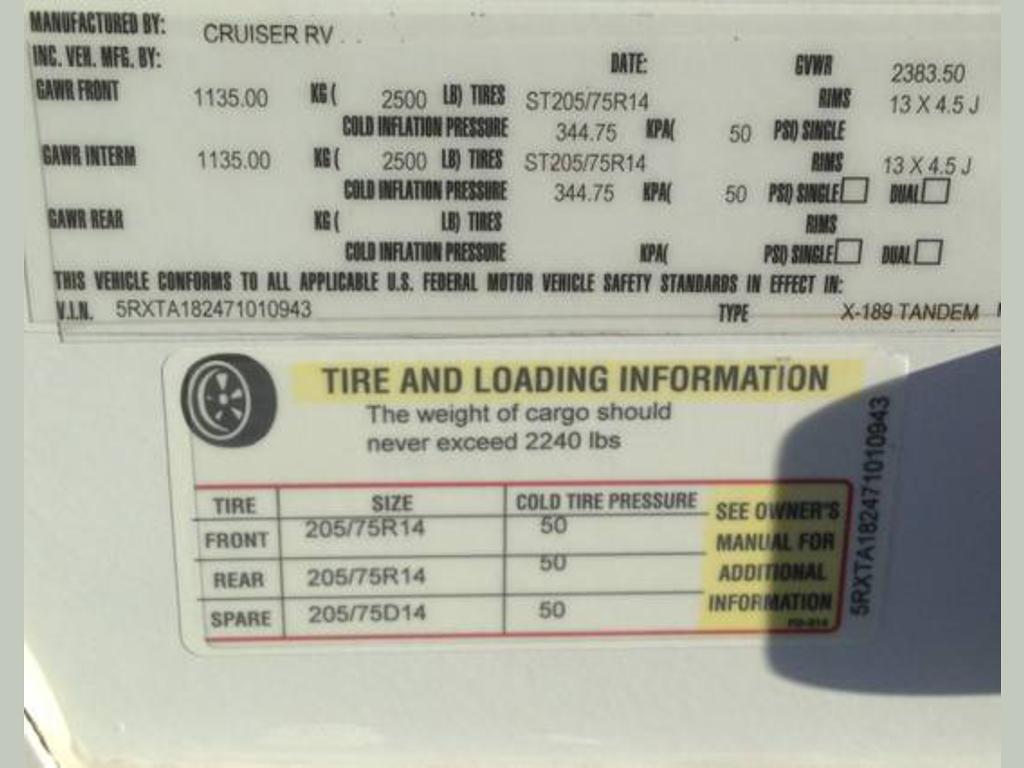 MANUFACTURED BY: CRUISER RV
INC. VEH. MFG. BY: DATE: GVWR 2383.50
GAWR FRONT 1135.00 KG ( 2500 LB) TIRES ST205/75R14 RIMS 13 X 4.5 J
COLD INFLATION PRESSURE 344.75 KPA( 50 PSI) SINGLE
GAWR INTERM 1135.00 KG ( 2500 LB) TIRES ST205/75R14 RIMS 13 X 4.5 J
COLD INFLATION PRESSURE 344.75 KPA( 50 PSI) SINGLE DUAL
GAWR REAR KG ( LB) TIRES RIMS
COLD INFLATION PRESSURE KPA( PSI) SINGLE DUAL
THIS VEHICLE CONFORMS TO ALL APPLICABLE U.S. FEDERAL MOTOR VEHICLE SAFETY STANDARDS IN EFFECT IN:
V.I.N. 5RXTA182471010943 TYPE X-189 TANDEM
TIRE AND LOADING INFORMATION
The weight of cargo should
never exceed 2240 lbs
TIRE SIZE COLD TIRE PRESSURE
FRONT 205/75R14 50
REAR 205/75R14 50
SPARE 205/75D14 50
SEE OWNER'S
MANUAL FOR
ADDITIONAL
INFORMATION
5RXTA182471010943